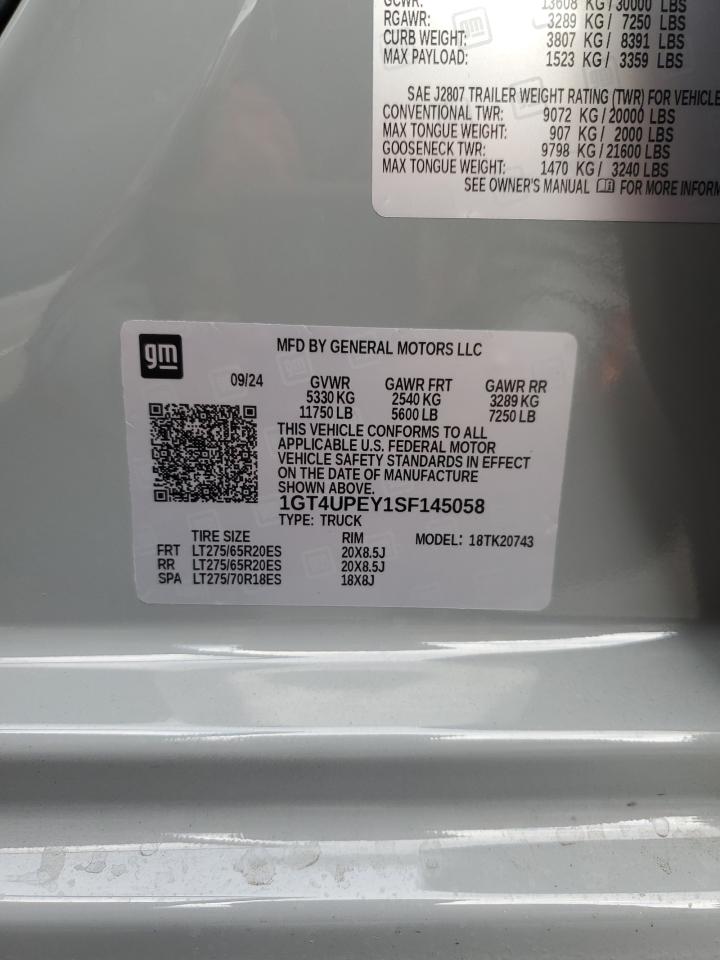 GCWR: 13608 KG/30000 LBS
RGAWR: 3289 KG/ 7250 LBS
CURB WEIGHT: 3807 KG/ 8391 LBS
MAX PAYLOAD: 1523 KG/ 3359 LBS
SAE J2807 TRAILER WEIGHT RATING (TWR) FOR VEHICLE
CONVENTIONAL TWR: 9072 KG/20000 LBS
MAX TONGUE WEIGHT: 907 KG/ 2000 LBS
GOOSENECK TWR: 9798 KG/21600 LBS
MAX TONGUE WEIGHT: 1470 KG/ 3240 LBS
SEE OWNER'S MANUAL FOR MORE INFORM
gm
MFD BY GENERAL MOTORS LLC
09/24 GVWR GAWR FRT GAWR RR
5330 KG 2540 KG 3289 KG
11750 LB 5600 LB 7250 LB
THIS VEHICLE CONFORMS TO ALL
APPLICABLE U.S. FEDERAL MOTOR
VEHICLE SAFETY STANDARDS IN EFFECT
ON THE DATE OF MANUFACTURE
SHOWN ABOVE.
1GT4UPEY1SF145058
TYPE: TRUCK
TIRE SIZE RIM MODEL: 18TK20743
FRT LT275/65R20ES 20X8.5J
RR LT275/65R20ES 20X8.5J
SPA LT275/70R18ES 18X8J